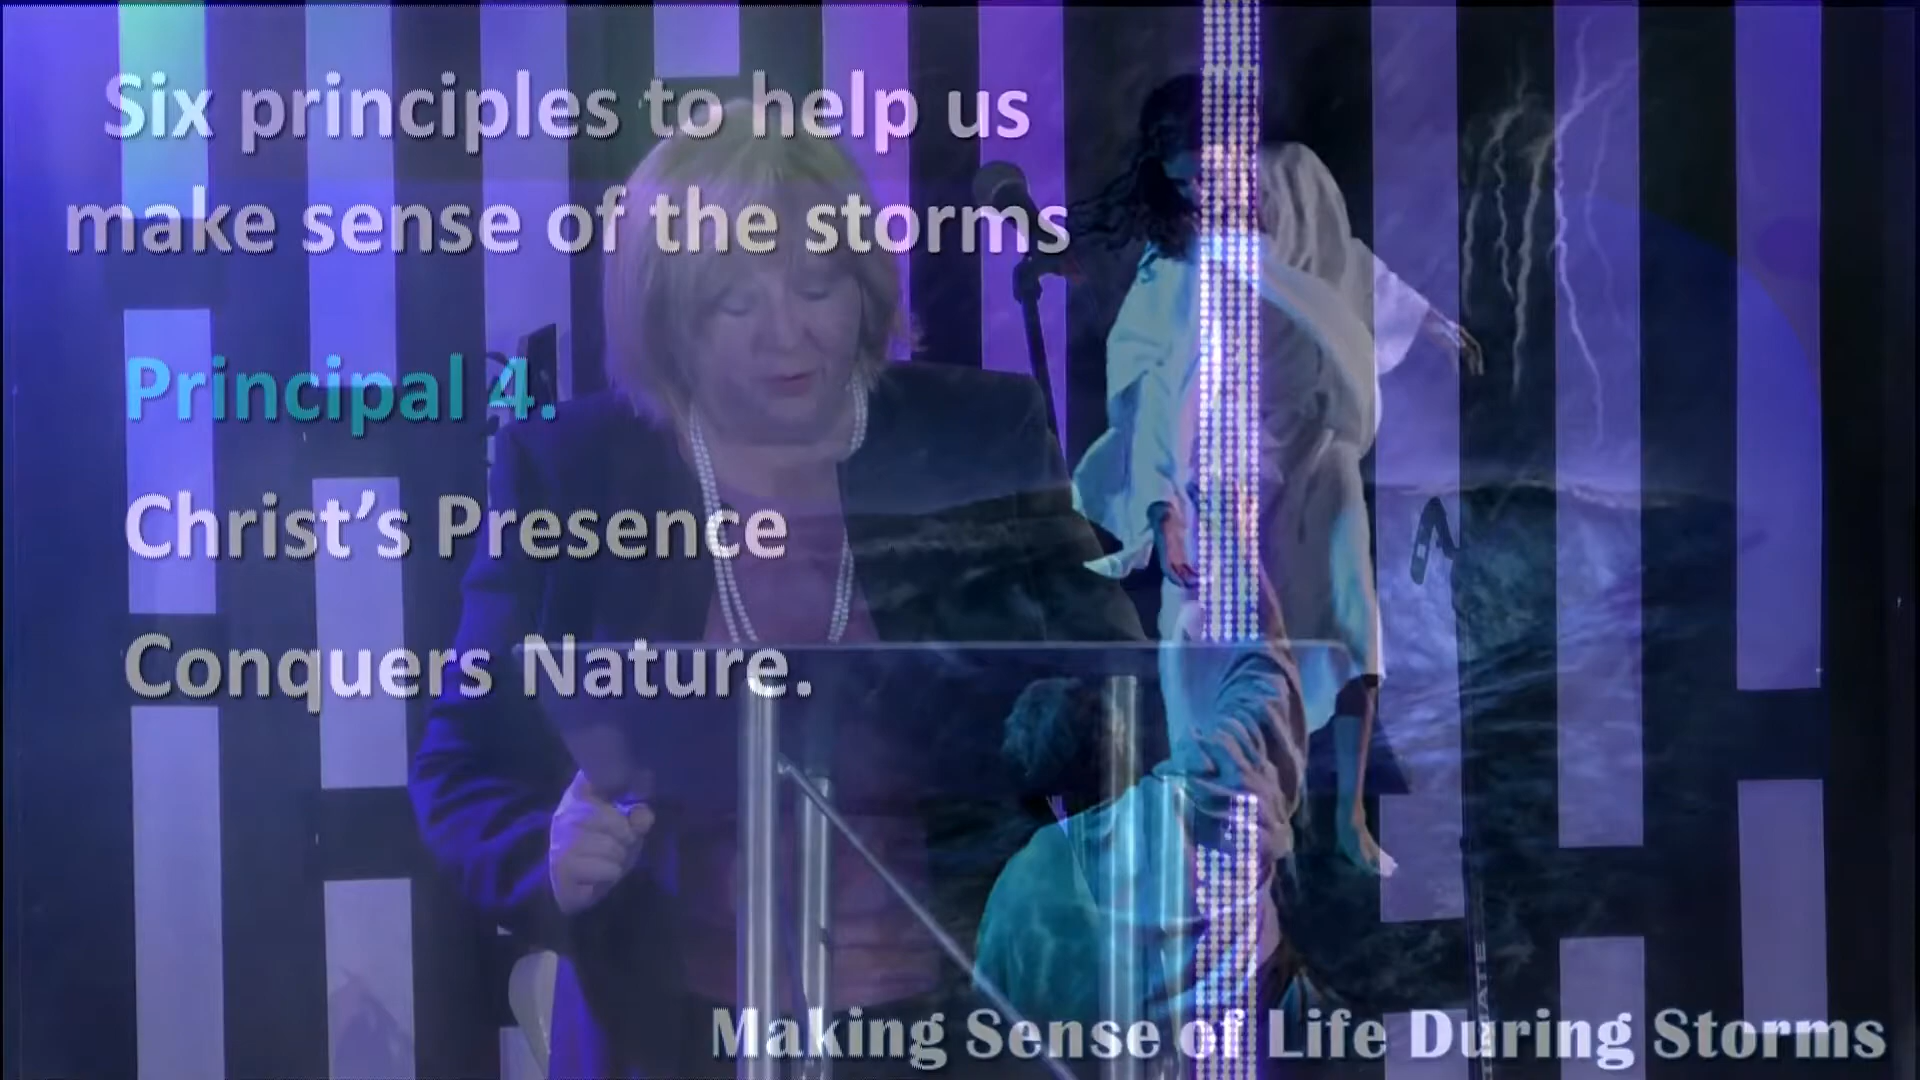 Six principles to help us
make sense of the storms
Principal 4.
Christ's Presence
Conquers Nature.
Making Sense of Life During Storms